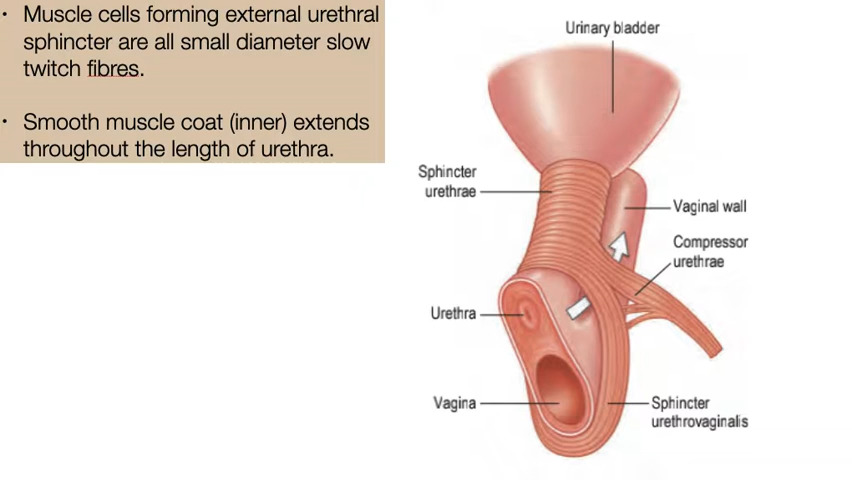 • Muscle cells forming external urethral
sphincter are all small diameter slow
twitch fibres.
• Smooth muscle coat (inner) extends
throughout the length of urethra.
Urinary bladder
Sphincter
urethrae
Vaginal wall
Compressor
urethrae
Urethra
Vagina
Sphincter
urethrovaginalis